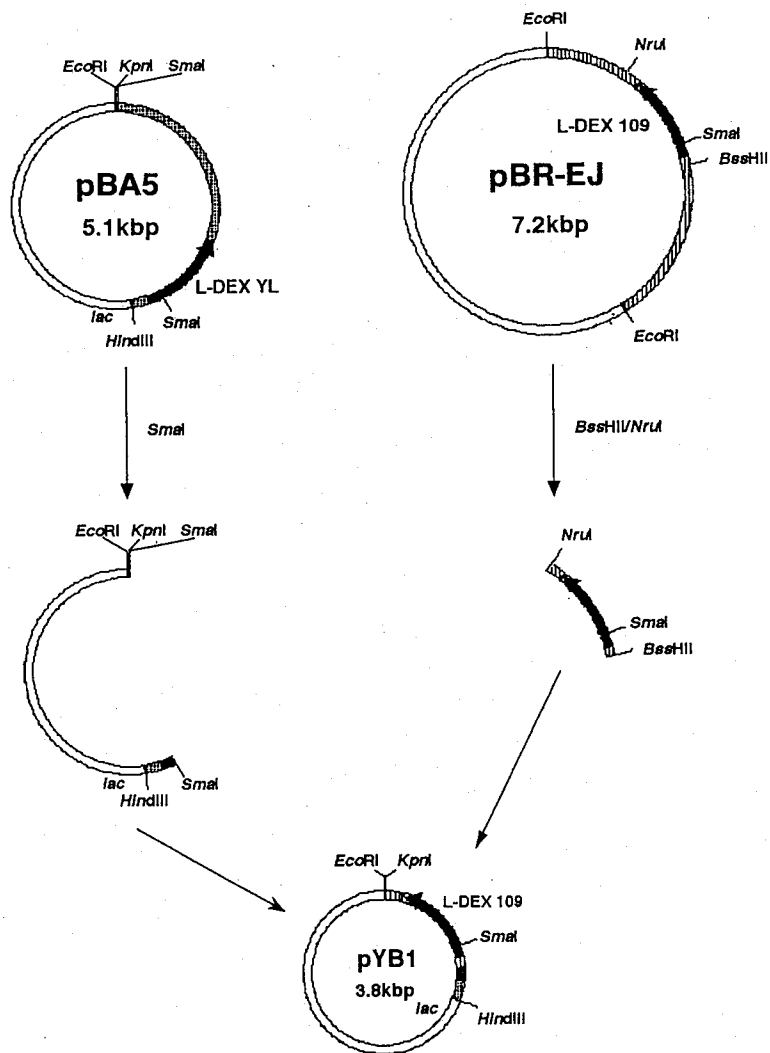 EcoRI KpnI SmaI
pBA5
5.1kbp
L-DEX YL
lac
HindIII
SmaI
EcoRI
NruI
L-DEX 109
SmaI
BssHII
pBR-EJ
7.2kbp
EcoRI
SmaI
BssHII/NruI
EcoRI KpnI SmaI
lac
HindIII
SmaI
NruI
SmaI
BssHII
EcoRI KpnI
L-DEX 109
SmaI
pYB1
3.8kbp
lac
HindIII